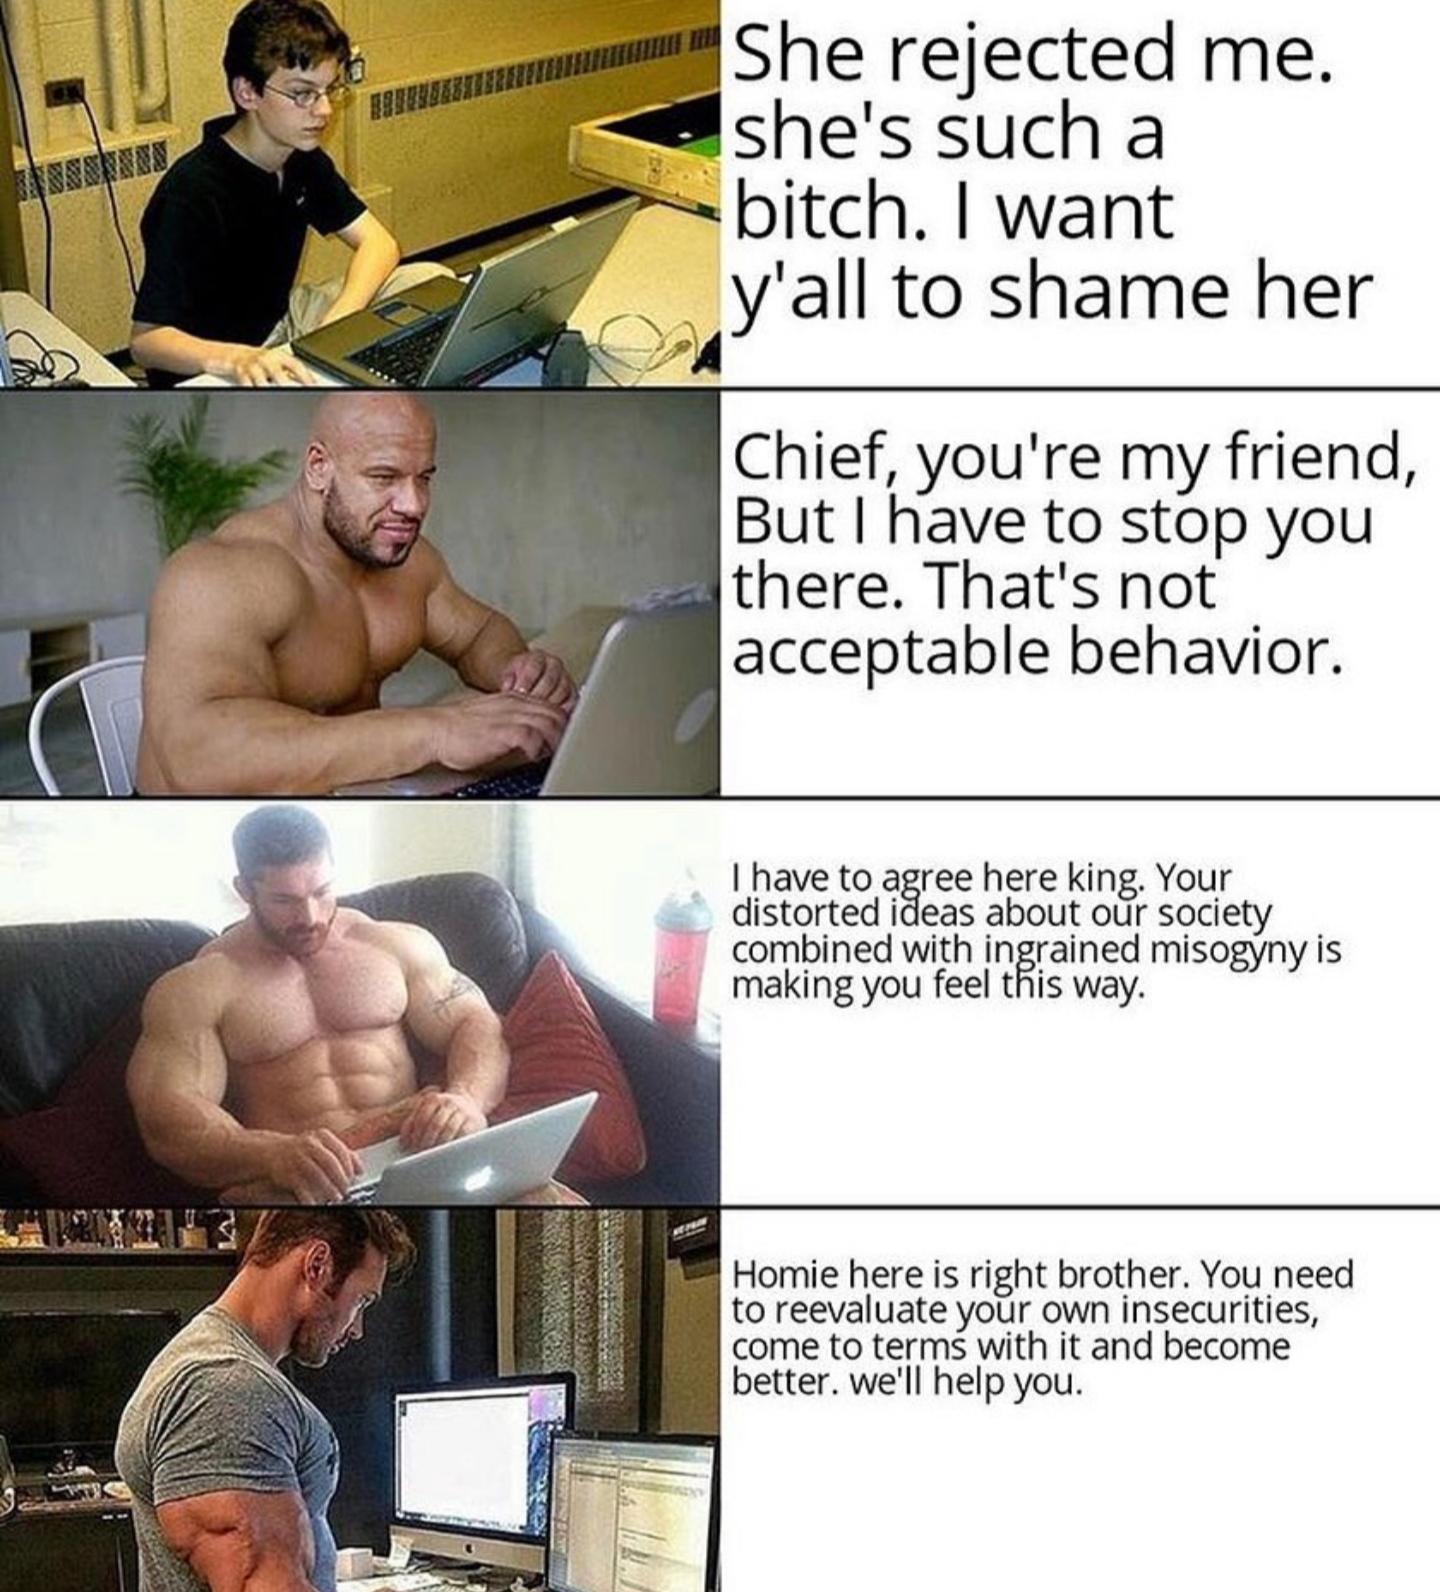 She rejected me.
she's such a
bitch. I want
y'all to shame her
Chief, you're my friend,
But I have to stop you
there. That's not
acceptable behavior.
I have to agree here king. Your
distorted ideas about our society
combined with ingrained misogyny is
making you feel this way.
Homie here is right brother. You need
to reevaluate your own insecurities,
come to terms with it and become
better. we'll help you.